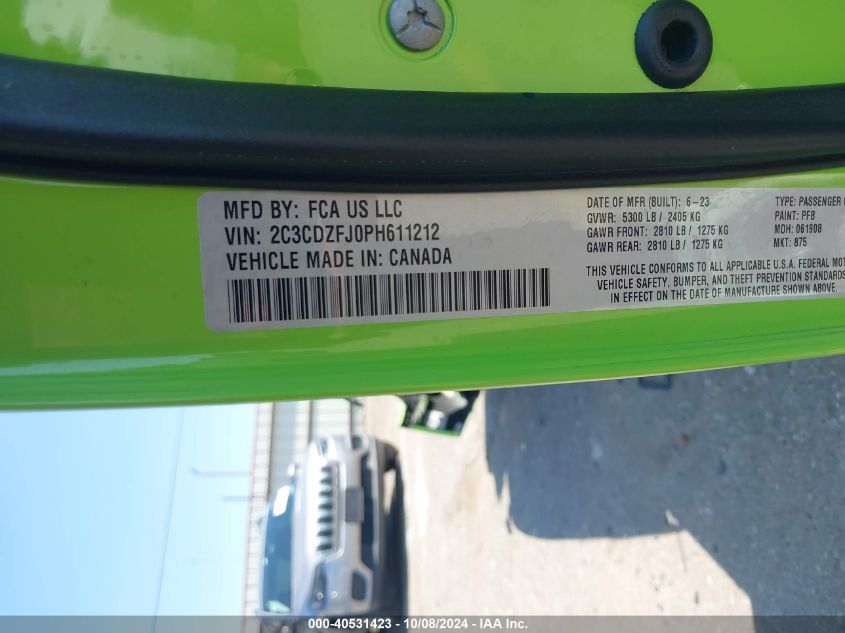 MFD BY: FCA US LLC
VIN: 2C3CDZFJ0PH611212
VEHICLE MADE IN: CANADA
DATE OF MFR (BUILT): 6-23
GVWR: 5300 LB / 2405 KG
GAWR FRONT: 2810 LB / 1275 KG
GAWR REAR: 2810 LB / 1275 KG
TYPE: PASSENGER
PAINT: PFB
MDH: 061908
MKT: 875
THIS VEHICLE CONFORMS TO ALL APPLICABLE U.S.A. FEDERAL MOT
VEHICLE SAFETY, BUMPER, AND THEFT PREVENTION STANDARDS
IN EFFECT ON THE DATE OF MANUFACTURE SHOWN ABOVE.
000-40531423 - 10/08/2024 - IAA Inc.